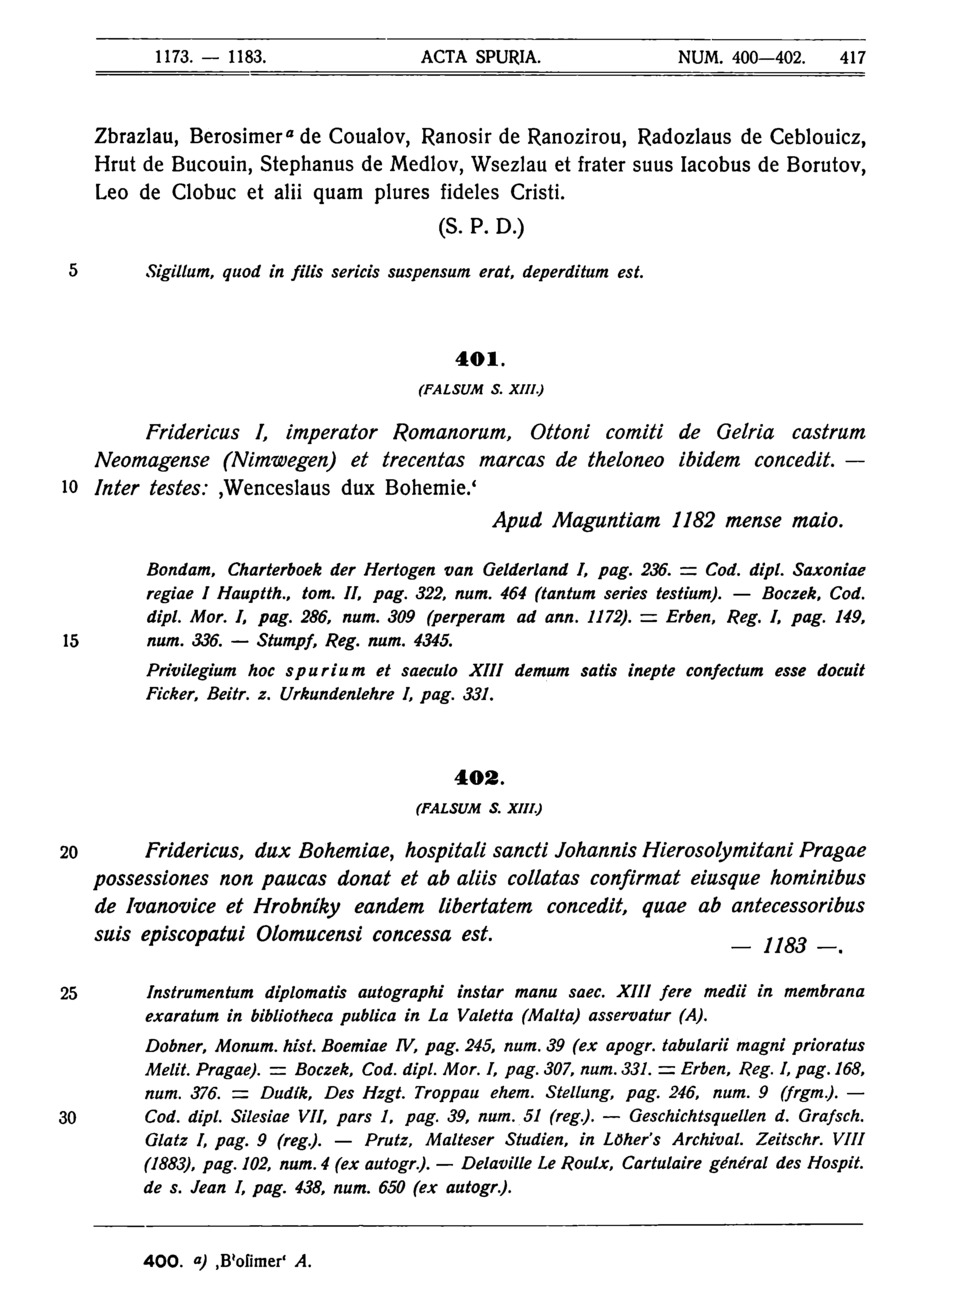 1173. — 1183. ACTA SPURIA. NUM. 400—402. 417
Zbrazlau, Berosimer a de Coualov, Ranosir de Ranozirou, Radozlaus de Ceblouicz,
Hrut de Bucouin, Stephanus de Medlov, Wsezlau et frater suus Iacobus de Borutov,
Leo de Clobuc et alii quam plures fideles Cristi.
(S. P. D.)
5 Sigillum, quod in filis sericis suspensum erat, deperditum est.
401.
(FALSUM S. XIII.)
Fridericus I, imperator Romanorum, Ottoni comiti de Gelria castrum
Neomagense (Nimwegen) et trecentas marcas de theloneo ibidem concedit. —
10 Inter testes: ‚Wenceslaus dux Bohemie.‘
Apud Maguntiam 1182 mense maio.
Bondam, Charterboek der Hertogen van Gelderland I, pag. 236. = Cod. dipl. Saxoniae
regiae I Hauptth., tom. II, pag. 322, num. 464 (tantum series testium). — Boczek, Cod.
dipl. Mor. I, pag. 286, num. 309 (perperam ad ann. 1172). = Erben, Reg. I, pag. 149,
15 num. 336. — Stumpf, Reg. num. 4345.
Privilegium hoc spurium et saeculo XIII demum satis inepte confectum esse docuit
Ficker, Beitr. z. Urkundenlehre I, pag. 331.
402.
(FALSUM S. XIII.)
20 Fridericus, dux Bohemiae, hospitali sancti Johannis Hierosolymitani Pragae
possessiones non paucas donat et ab aliis collatas confirmat eiusque hominibus
de Ivanovice et Hrobníky eandem libertatem concedit, quae ab antecessoribus
suis episcopatui Olomucensi concessa est.
— 1183 —.
25 Instrumentum diplomatis autographi instar manu saec. XIII fere medii in membrana
exaratum in bibliotheca publica in La Valetta (Malta) asservatur (A).
Dobner, Monum. hist. Boemiae IV, pag. 245, num. 39 (ex apogr. tabularii magni prioratus
Melit. Pragae). = Boczek, Cod. dipl. Mor. I, pag. 307, num. 331. = Erben, Reg. I, pag. 168,
num. 376. = Dudík, Des Hzgt. Troppau ehem. Stellung, pag. 246, num. 9 (frgm.). —
30 Cod. dipl. Silesiae VII, pars 1, pag. 39, num. 51 (reg.). — Geschichtsquellen d. Grafsch.
Glatz I, pag. 9 (reg.). — Prutz, Malteser Studien, in Löher's Archival. Zeitschr. VIII
(1883), pag. 102, num. 4 (ex autogr.). — Delaville Le Roulx, Cartulaire général des Hospit.
de s. Jean I, pag. 438, num. 650 (ex autogr.).
400. a) ‚B'oſimer‘ A.